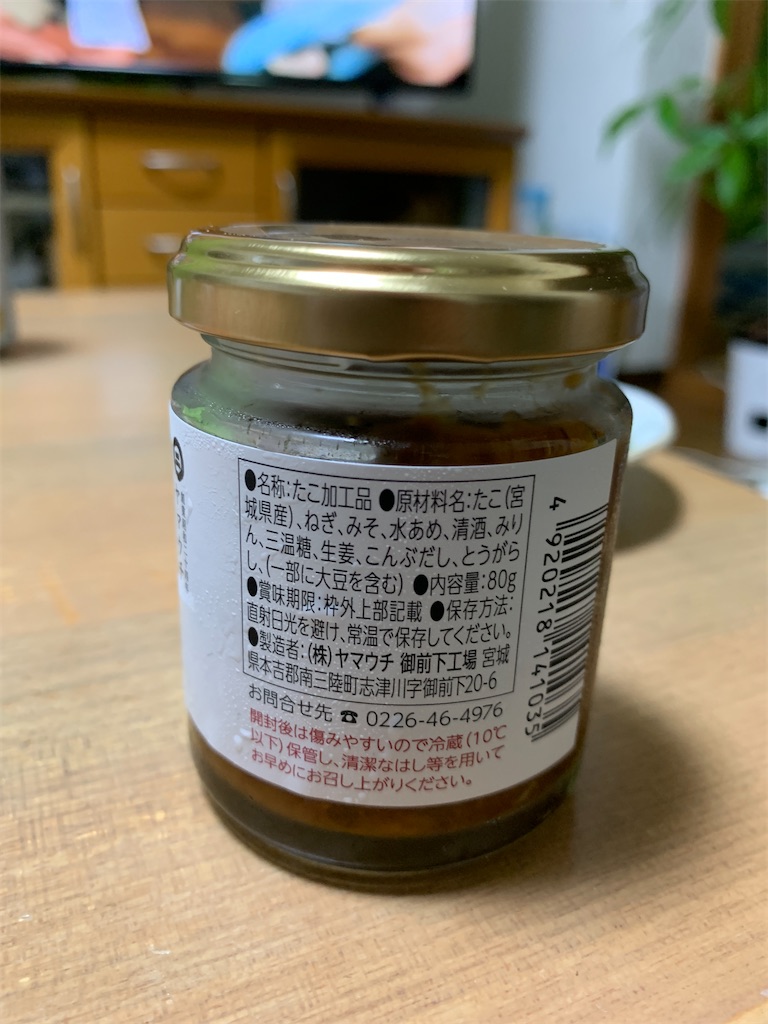 ●名称:たこ加工品 ●原材料名:たこ(宮
城県産)、ねぎ、みそ、水あめ、清酒、みり
ん、三温糖、生姜、こんぶだし、とうがら
し、(一部に大豆を含む) ●内容量:80g
●賞味期限:枠外上部記載 ●保存方法:
直射日光を避け、常温で保存してください。
●製造者:(株)ヤマウチ 御前下工場 宮城
県本吉郡南三陸町志津川字御前下20-6
お問合せ先 ☎ 0226-46-4976
開封後は傷みやすいので冷蔵(10℃
以下)保管し、清潔なはし等を用いて
お早めにお召し上がりください。
4 920218 141035